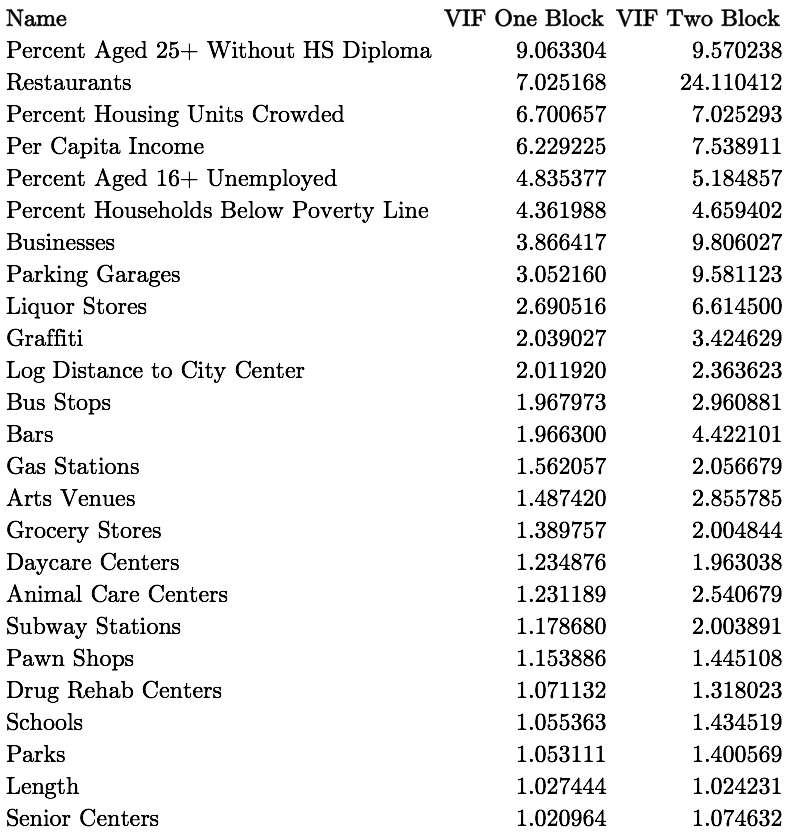 Name VIF One Block VIF Two Block
Percent Aged 25+ Without HS Diploma 9.063304 9.570238
Restaurants 7.025168 24.110412
Percent Housing Units Crowded 6.700657 7.025293
Per Capita Income 6.229225 7.538911
Percent Aged 16+ Unemployed 4.835377 5.184857
Percent Households Below Poverty Line 4.361988 4.659402
Businesses 3.866417 9.806027
Parking Garages 3.052160 9.581123
Liquor Stores 2.690516 6.614500
Graffiti 2.039027 3.424629
Log Distance to City Center 2.011920 2.363623
Bus Stops 1.967973 2.960881
Bars 1.966300 4.422101
Gas Stations 1.562057 2.056679
Arts Venues 1.487420 2.855785
Grocery Stores 1.389757 2.004844
Daycare Centers 1.234876 1.963038
Animal Care Centers 1.231189 2.540679
Subway Stations 1.178680 2.003891
Pawn Shops 1.153886 1.445108
Drug Rehab Centers 1.071132 1.318023
Schools 1.055363 1.434519
Parks 1.053111 1.400569
Length 1.027444 1.024231
Senior Centers 1.020964 1.074632